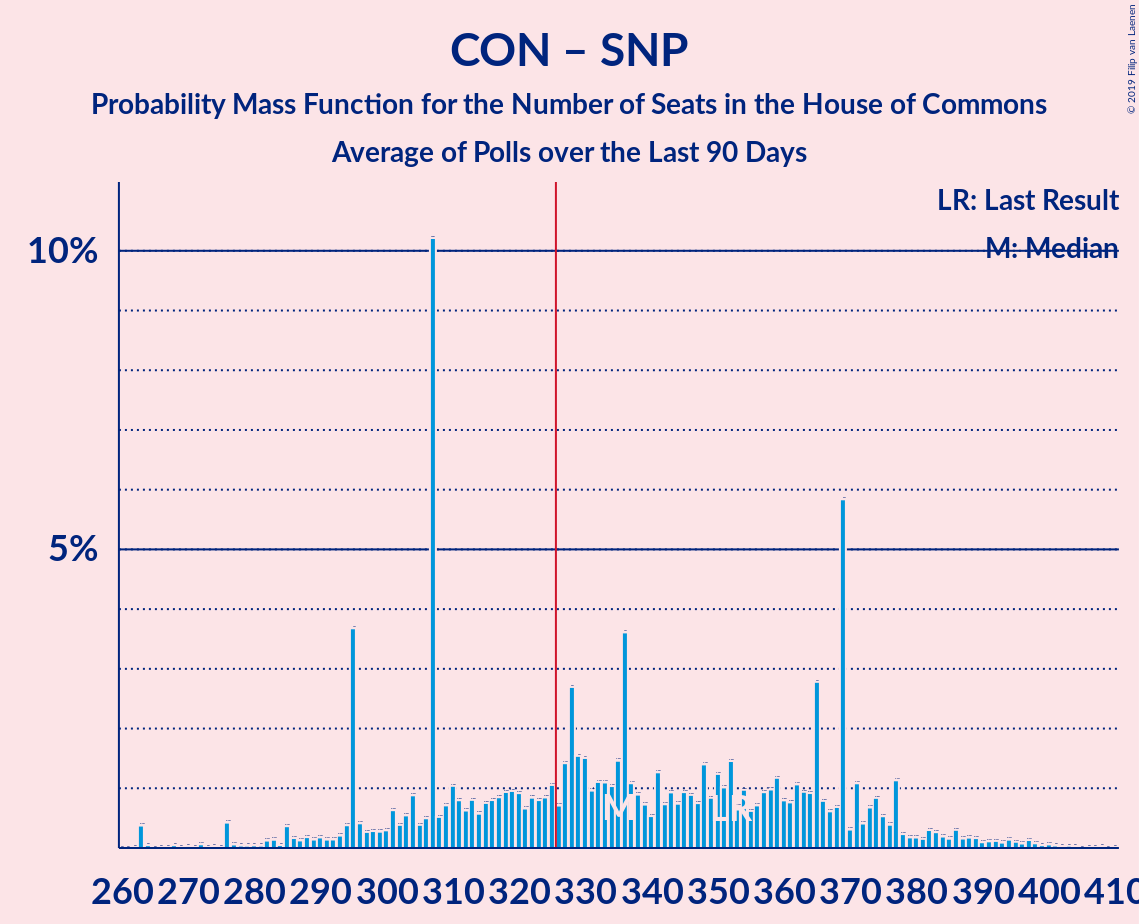 CON – SNP
Probability Mass Function for the Number of Seats in the House of Commons
Average of Polls over the Last 90 Days
© 2019 Filip van Laenen
LR: Last Result
M: Median
10%
5%
M
LR
260 270 280 290 300 310 320 330 340 350 360 370 380 390 400 410